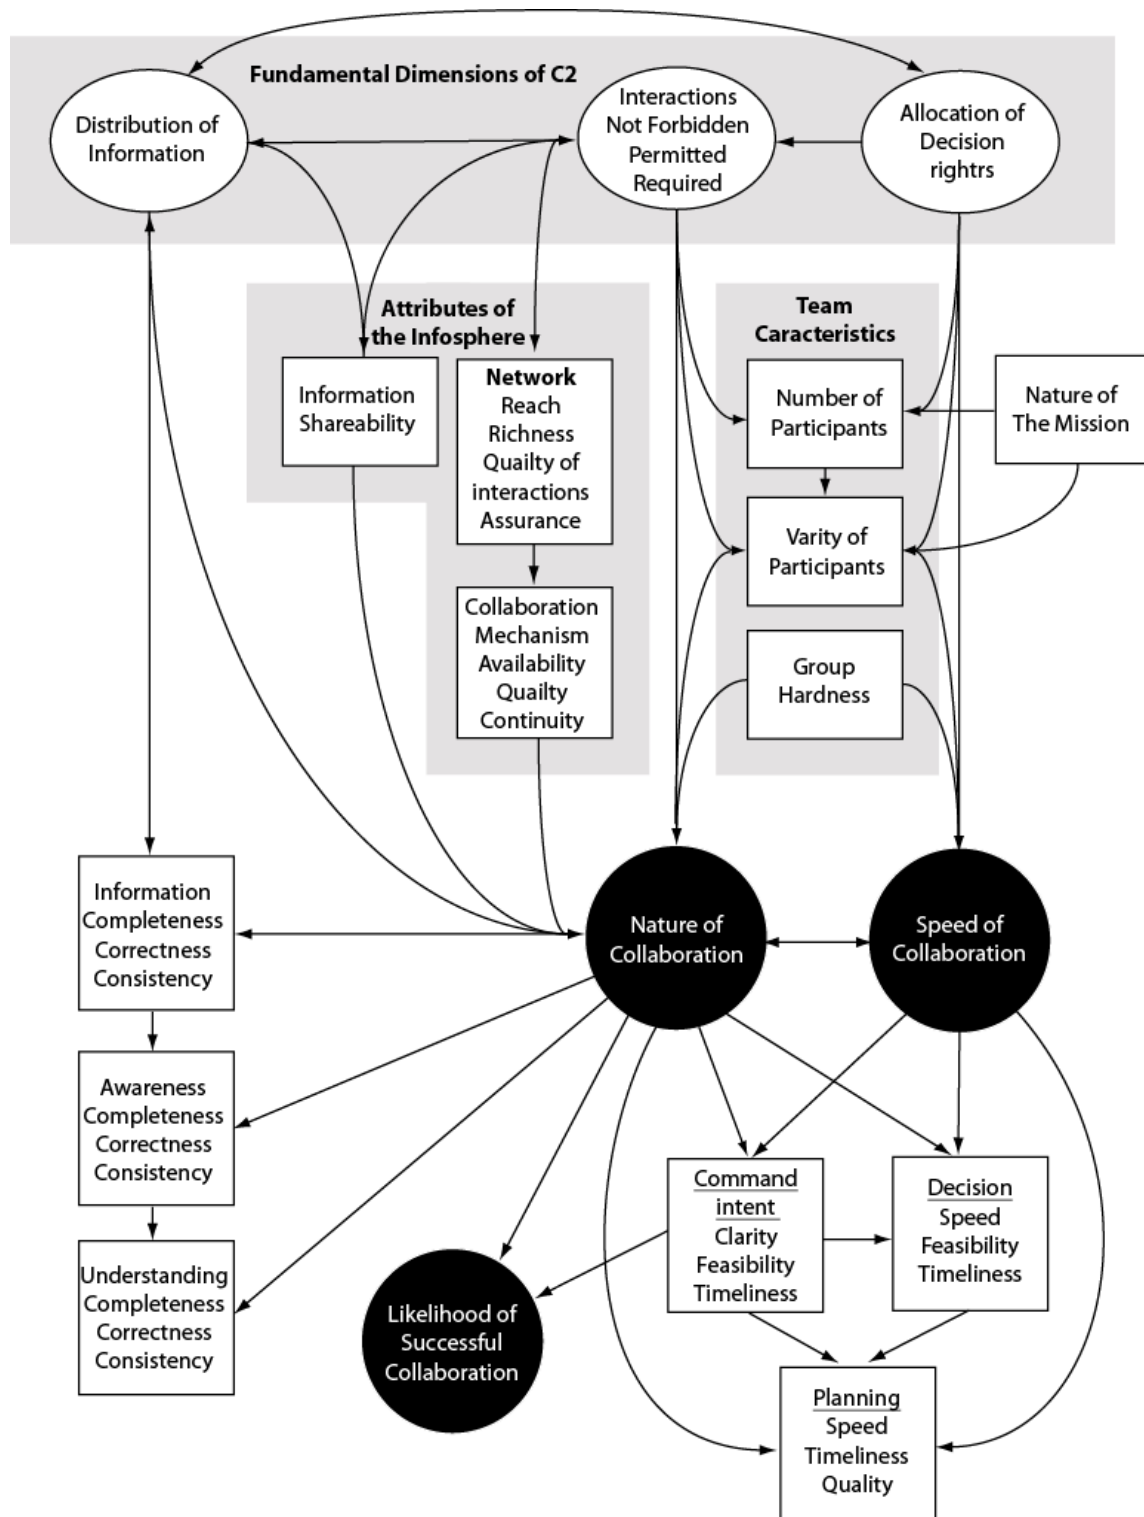 Fundamental Dimensions of C2
Distribution of
Information
Interactions
Not Forbidden
Permitted
Required
Allocation of
Decision
rightrs
Attributes of
the Infosphere
Information
Shareability
Network
Reach
Richness
Quailty of
interactions
Assurance
Collaboration
Mechanism
Availability
Quailty
Continuity
Team
Caracteristics
Number of
Participants
Varity of
Participants
Group
Hardness
Nature of
The Mission
Information
Completeness
Correctness
Consistency
Awareness
Completeness
Correctness
Consistency
Understanding
Completeness
Correctness
Consistency
Nature of
Collaboration
Speed of
Collaboration
Likelihood of
Successful
Collaboration
Command
intent
Clarity
Feasibility
Timeliness
Decision
Speed
Feasibility
Timeliness
Planning
Speed
Timeliness
Quality